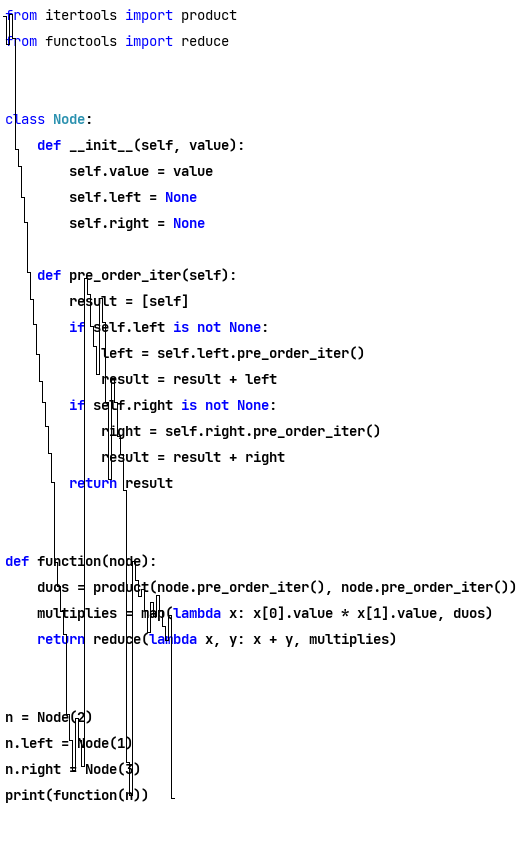 from itertools import product
from functools import reduce
class Node:
    def __init__(self, value):
        self.value = value
        self.left = None
        self.right = None
    def pre_order_iter(self):
        result = [self]
        if self.left is not None:
            left = self.left.pre_order_iter()
            result = result + left
        if self.right is not None:
            right = self.right.pre_order_iter()
            result = result + right
        return result
def function(node):
    duos = product(node.pre_order_iter(), node.pre_order_iter())
    multiplies = map(lambda x: x[0].value * x[1].value, duos)
    return reduce(lambda x, y: x + y, multiplies)
n = Node(2)
n.left = Node(1)
n.right = Node(3)
print(function(n))